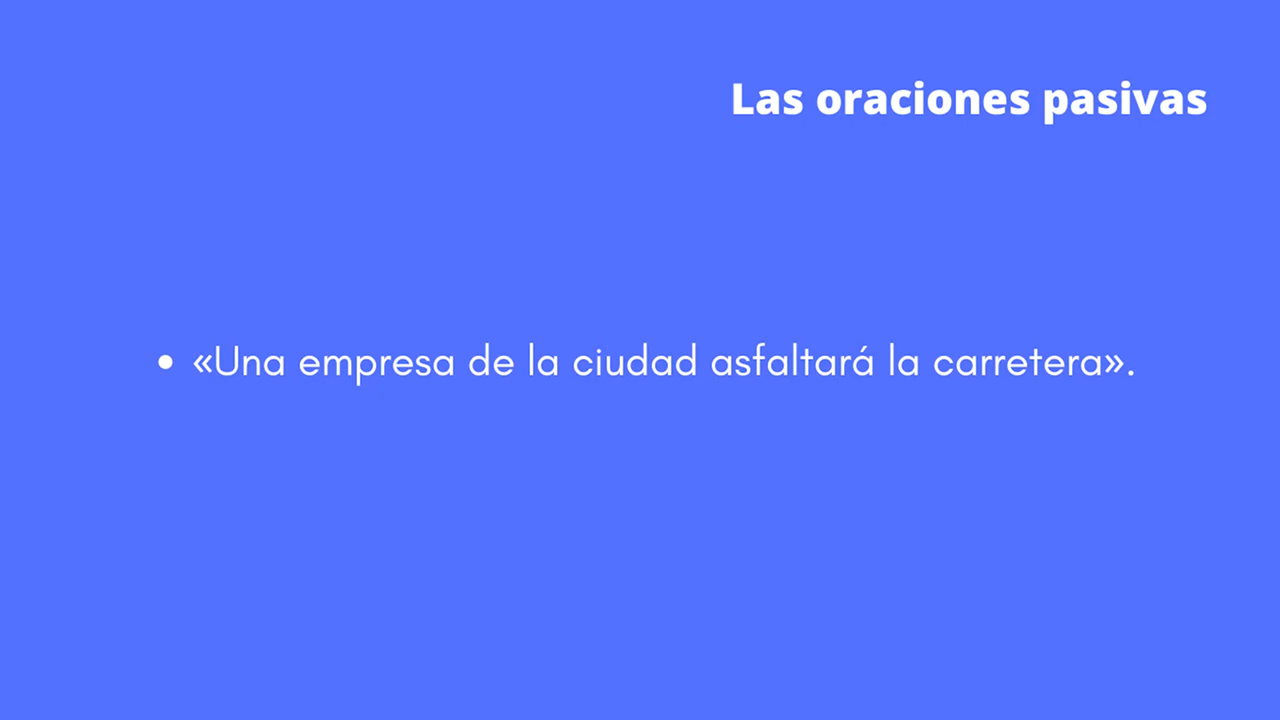 Las oraciones pasivas
• «Una empresa de la ciudad asfaltará la carretera».